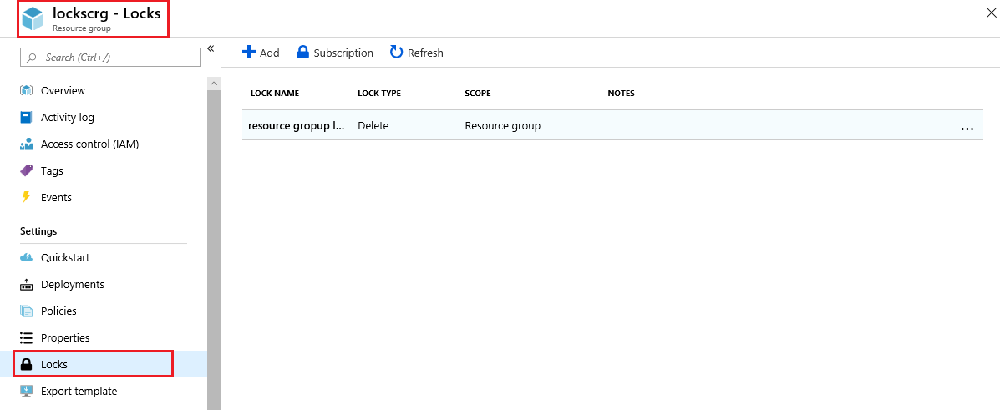 lockscrg - Locks
Resource group
Search (Ctrl+/)
Overview
Activity log
Access control (IAM)
Tags
Events
Settings
Quickstart
Deployments
Policies
Properties
Locks
Export template
Add Subscription Refresh
LOCK NAME LOCK TYPE SCOPE NOTES
resource gropup l... Delete Resource group